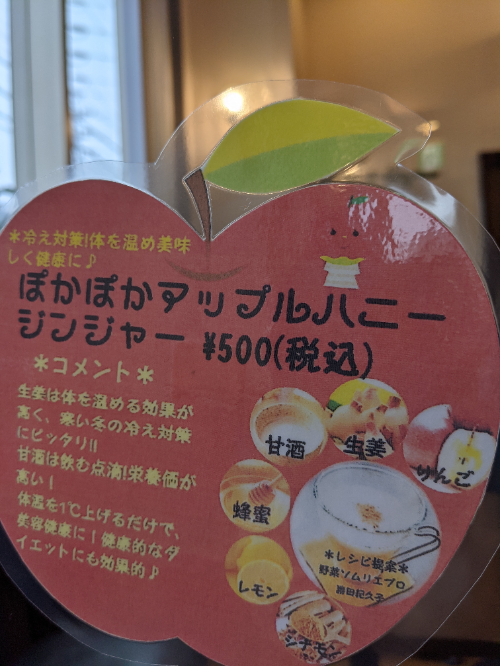 *冷え対策!体を温め美味
しく健康に♪
ぽかぽかアップルハニー
ジンジャー ¥500(税込)
*コメント*
生姜は体を温める効果が
高く、寒い冬の冷え対策
にピッタリ!!
甘酒は飲む点滴!栄養価が
高い!
体温を1℃上げるだけで、
美容健康に!健康的なダ
イエットにも効果的♪
甘酒
生姜
りんご
蜂蜜
レモン
シナモン
*レシピ提案*
野菜ソムリエプロ